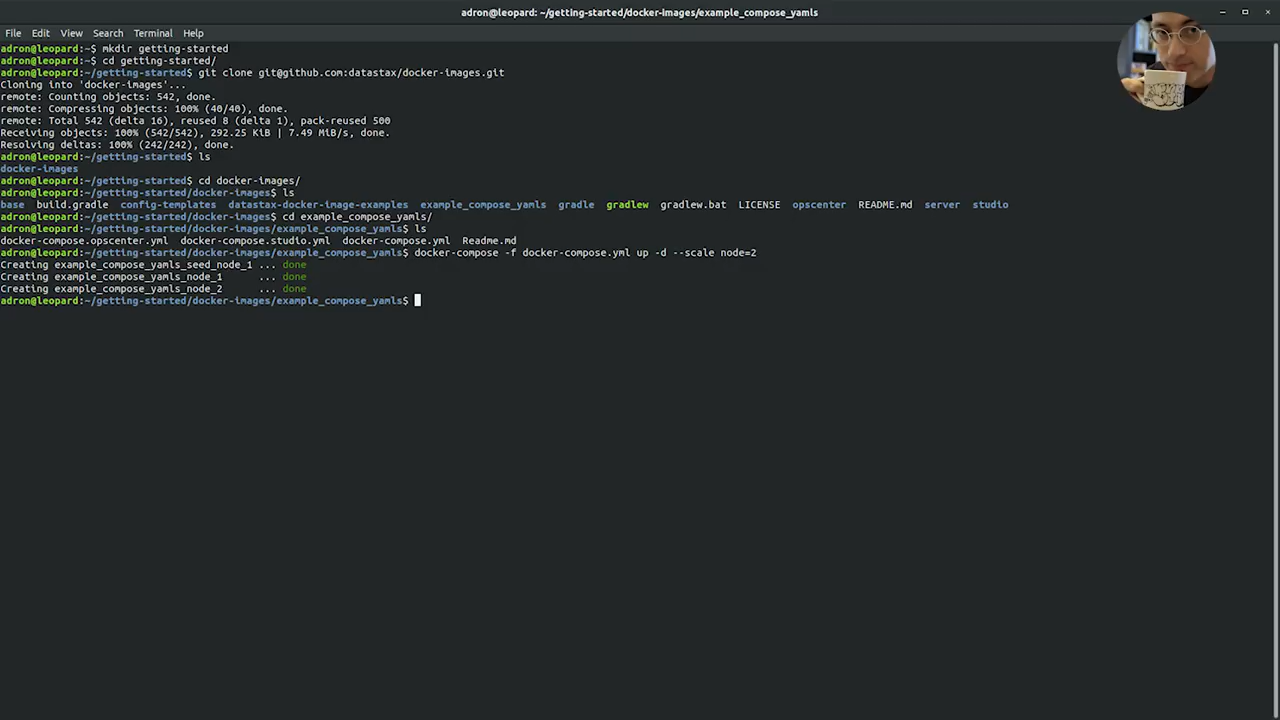 adron@leopard: ~/getting-started/docker-images/example_compose_yamls
File Edit View Search Terminal Help
adron@leopard:~$ mkdir getting-started
adron@leopard:~$ cd getting-started/
adron@leopard:~/getting-started$ git clone git@github.com:datastax/docker-images.git
Cloning into 'docker-images'...
remote: Counting objects: 542, done.
remote: Compressing objects: 100% (40/40), done.
remote: Total 542 (delta 16), reused 8 (delta 1), pack-reused 500
Receiving objects: 100% (542/542), 292.25 KiB | 7.49 MiB/s, done.
Resolving deltas: 100% (242/242), done.
adron@leopard:~/getting-started$ ls
docker-images
adron@leopard:~/getting-started$ cd docker-images/
adron@leopard:~/getting-started/docker-images$ ls
base build.gradle config-templates datastax-docker-image-examples example_compose_yamls gradle gradlew gradlew.bat LICENSE opscenter README.md server studio
adron@leopard:~/getting-started/docker-images$ cd example_compose_yamls/
adron@leopard:~/getting-started/docker-images/example_compose_yamls$ ls
docker-compose.opscenter.yml docker-compose.studio.yml docker-compose.yml Readme.md
adron@leopard:~/getting-started/docker-images/example_compose_yamls$ docker-compose -f docker-compose.yml up -d --scale node=2
Creating example_compose_yamls_seed_node_1 ... done
Creating example_compose_yamls_node_1 ... done
Creating example_compose_yamls_node_2 ... done
adron@leopard:~/getting-started/docker-images/example_compose_yamls$